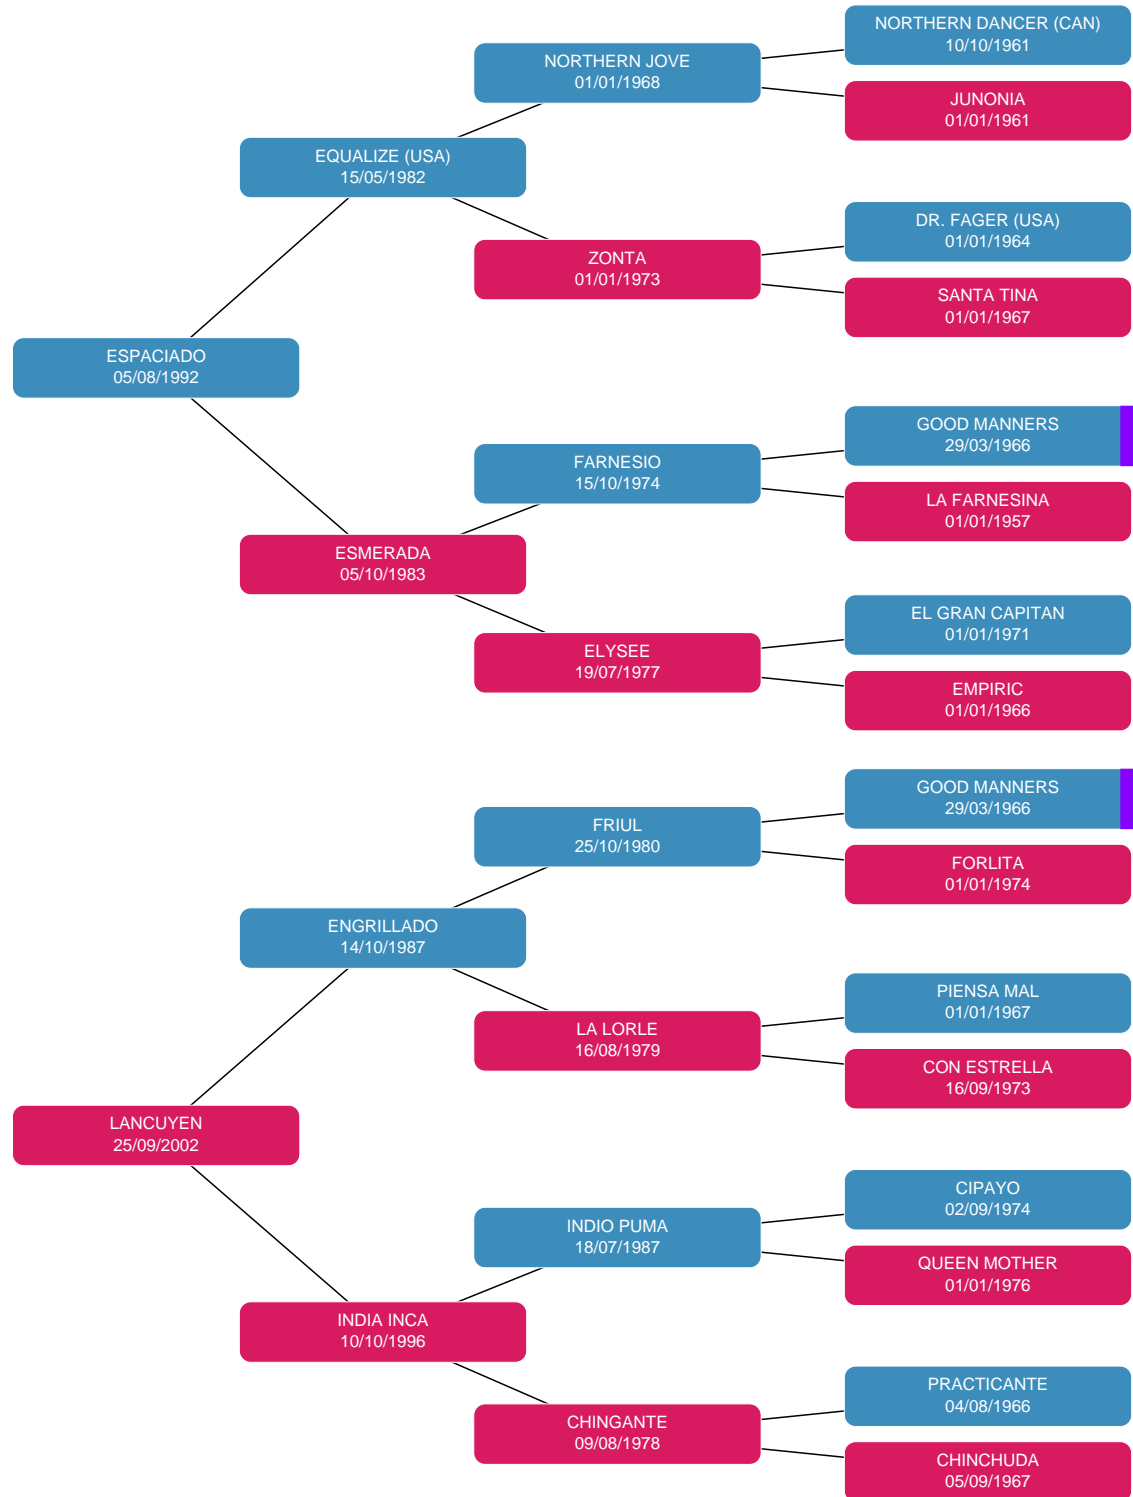 NORTHERN DANCER (CAN)
10/10/1961
NORTHERN JOVE
01/01/1968
JUNONIA
01/01/1961
EQUALIZE (USA)
15/05/1982
DR. FAGER (USA)
01/01/1964
ZONTA
01/01/1973
SANTA TINA
01/01/1967
ESPACIADO
05/08/1992
GOOD MANNERS
29/03/1966
FARNESIO
15/10/1974
LA FARNESINA
01/01/1957
ESMERADA
05/10/1983
EL GRAN CAPITAN
01/01/1971
ELYSEE
19/07/1977
EMPIRIC
01/01/1966
GOOD MANNERS
29/03/1966
FRIUL
25/10/1980
FORLITA
01/01/1974
ENGRILLADO
14/10/1987
PIENSA MAL
01/01/1967
LA LORLE
16/08/1979
CON ESTRELLA
16/09/1973
LANCUYEN
25/09/2002
CIPAYO
02/09/1974
INDIO PUMA
18/07/1987
QUEEN MOTHER
01/01/1976
INDIA INCA
10/10/1996
PRACTICANTE
04/08/1966
CHINGANTE
09/08/1978
CHINCHUDA
05/09/1967